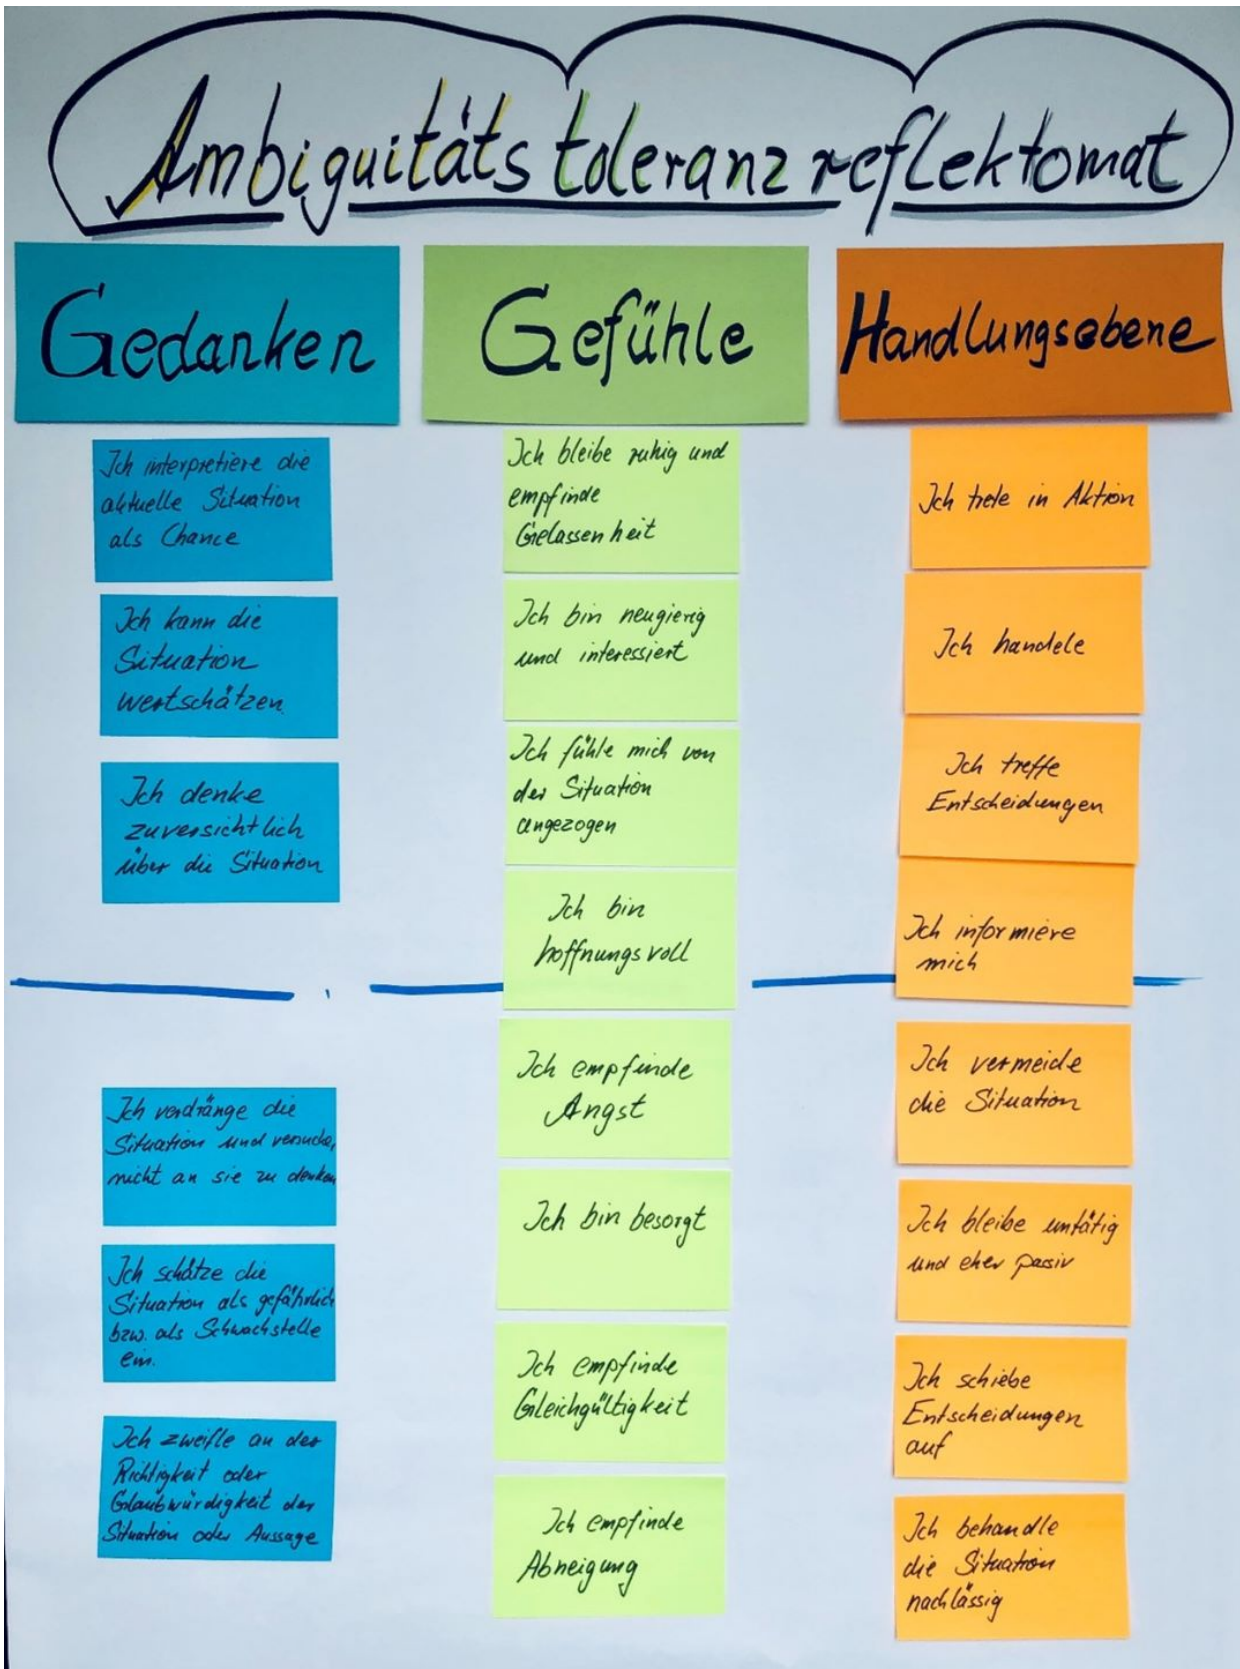 Ambiguitätstoleranzreflektomat
Gedanken
Ich interpretiere die
aktuelle Situation
als Chance
Ich kann die
Situation
wertschätzen
Ich denke
zuversichtlich
über die Situation
Ich verdränge die
Situation und versuche,
nicht an sie zu denken
Ich schätze die
Situation als gefährlich
bzw. als Schwachstelle
ein.
Ich zweifle an der
Richtigkeit oder
Glaubwürdigkeit der
Situation oder Aussage
Gefühle
Ich bleibe ruhig und
empfinde
Gelassenheit
Ich bin neugierig
und interessiert
Ich fühle mich von
der Situation
angezogen
Ich bin
hoffnungsvoll
Ich empfinde
Angst
Ich bin besorgt
Ich empfinde
Gleichgültigkeit
Ich empfinde
Abneigung
Handlungsebene
Ich trete in Aktion
Ich handele
Ich treffe
Entscheidungen
Ich informiere
mich
Ich vermeide
die Situation
Ich bleibe untätig
und eher passiv
Ich schiebe
Entscheidungen
auf
Ich behandle
die Situation
nachlässig